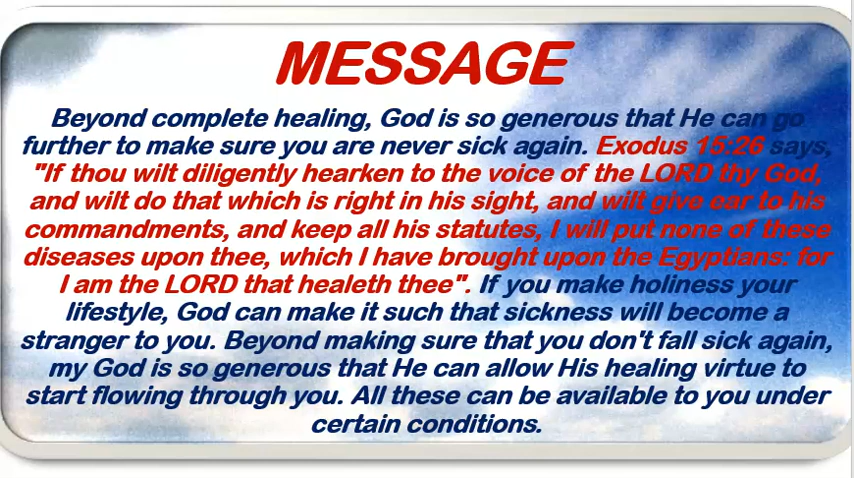 MESSAGE
Beyond complete healing, God is so generous that He can go
further to make sure you are never sick again. Exodus 15:26 says,
"If thou wilt diligently hearken to the voice of the LORD thy God,
and wilt do that which is right in his sight, and wilt give ear to his
commandments, and keep all his statutes, I will put none of these
diseases upon thee, which I have brought upon the Egyptians: for
I am the LORD that healeth thee". If you make holiness your
lifestyle, God can make it such that sickness will become a
stranger to you. Beyond making sure that you don't fall sick again,
my God is so generous that He can allow His healing virtue to
start flowing through you. All these can be available to you under
certain conditions.